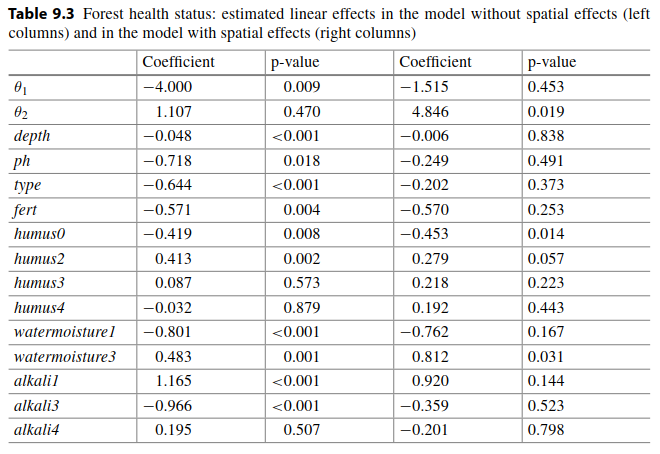 Table 9.3 Forest health status: estimated linear effects in the model without spatial effects (left
columns) and in the model with spatial effects (right columns)
Coefficient p-value Coefficient p-value
θ1 −4.000 0.009 −1.515 0.453
θ2 1.107 0.470 4.846 0.019
depth −0.048 <0.001 −0.006 0.838
ph −0.718 0.018 −0.249 0.491
type −0.644 <0.001 −0.202 0.373
fert −0.571 0.004 −0.570 0.253
humus0 −0.419 0.008 −0.453 0.014
humus2 0.413 0.002 0.279 0.057
humus3 0.087 0.573 0.218 0.223
humus4 −0.032 0.879 0.192 0.443
watermoisture1 −0.801 <0.001 −0.762 0.167
watermoisture3 0.483 0.001 0.812 0.031
alkali1 1.165 <0.001 0.920 0.144
alkali3 −0.966 <0.001 −0.359 0.523
alkali4 0.195 0.507 −0.201 0.798